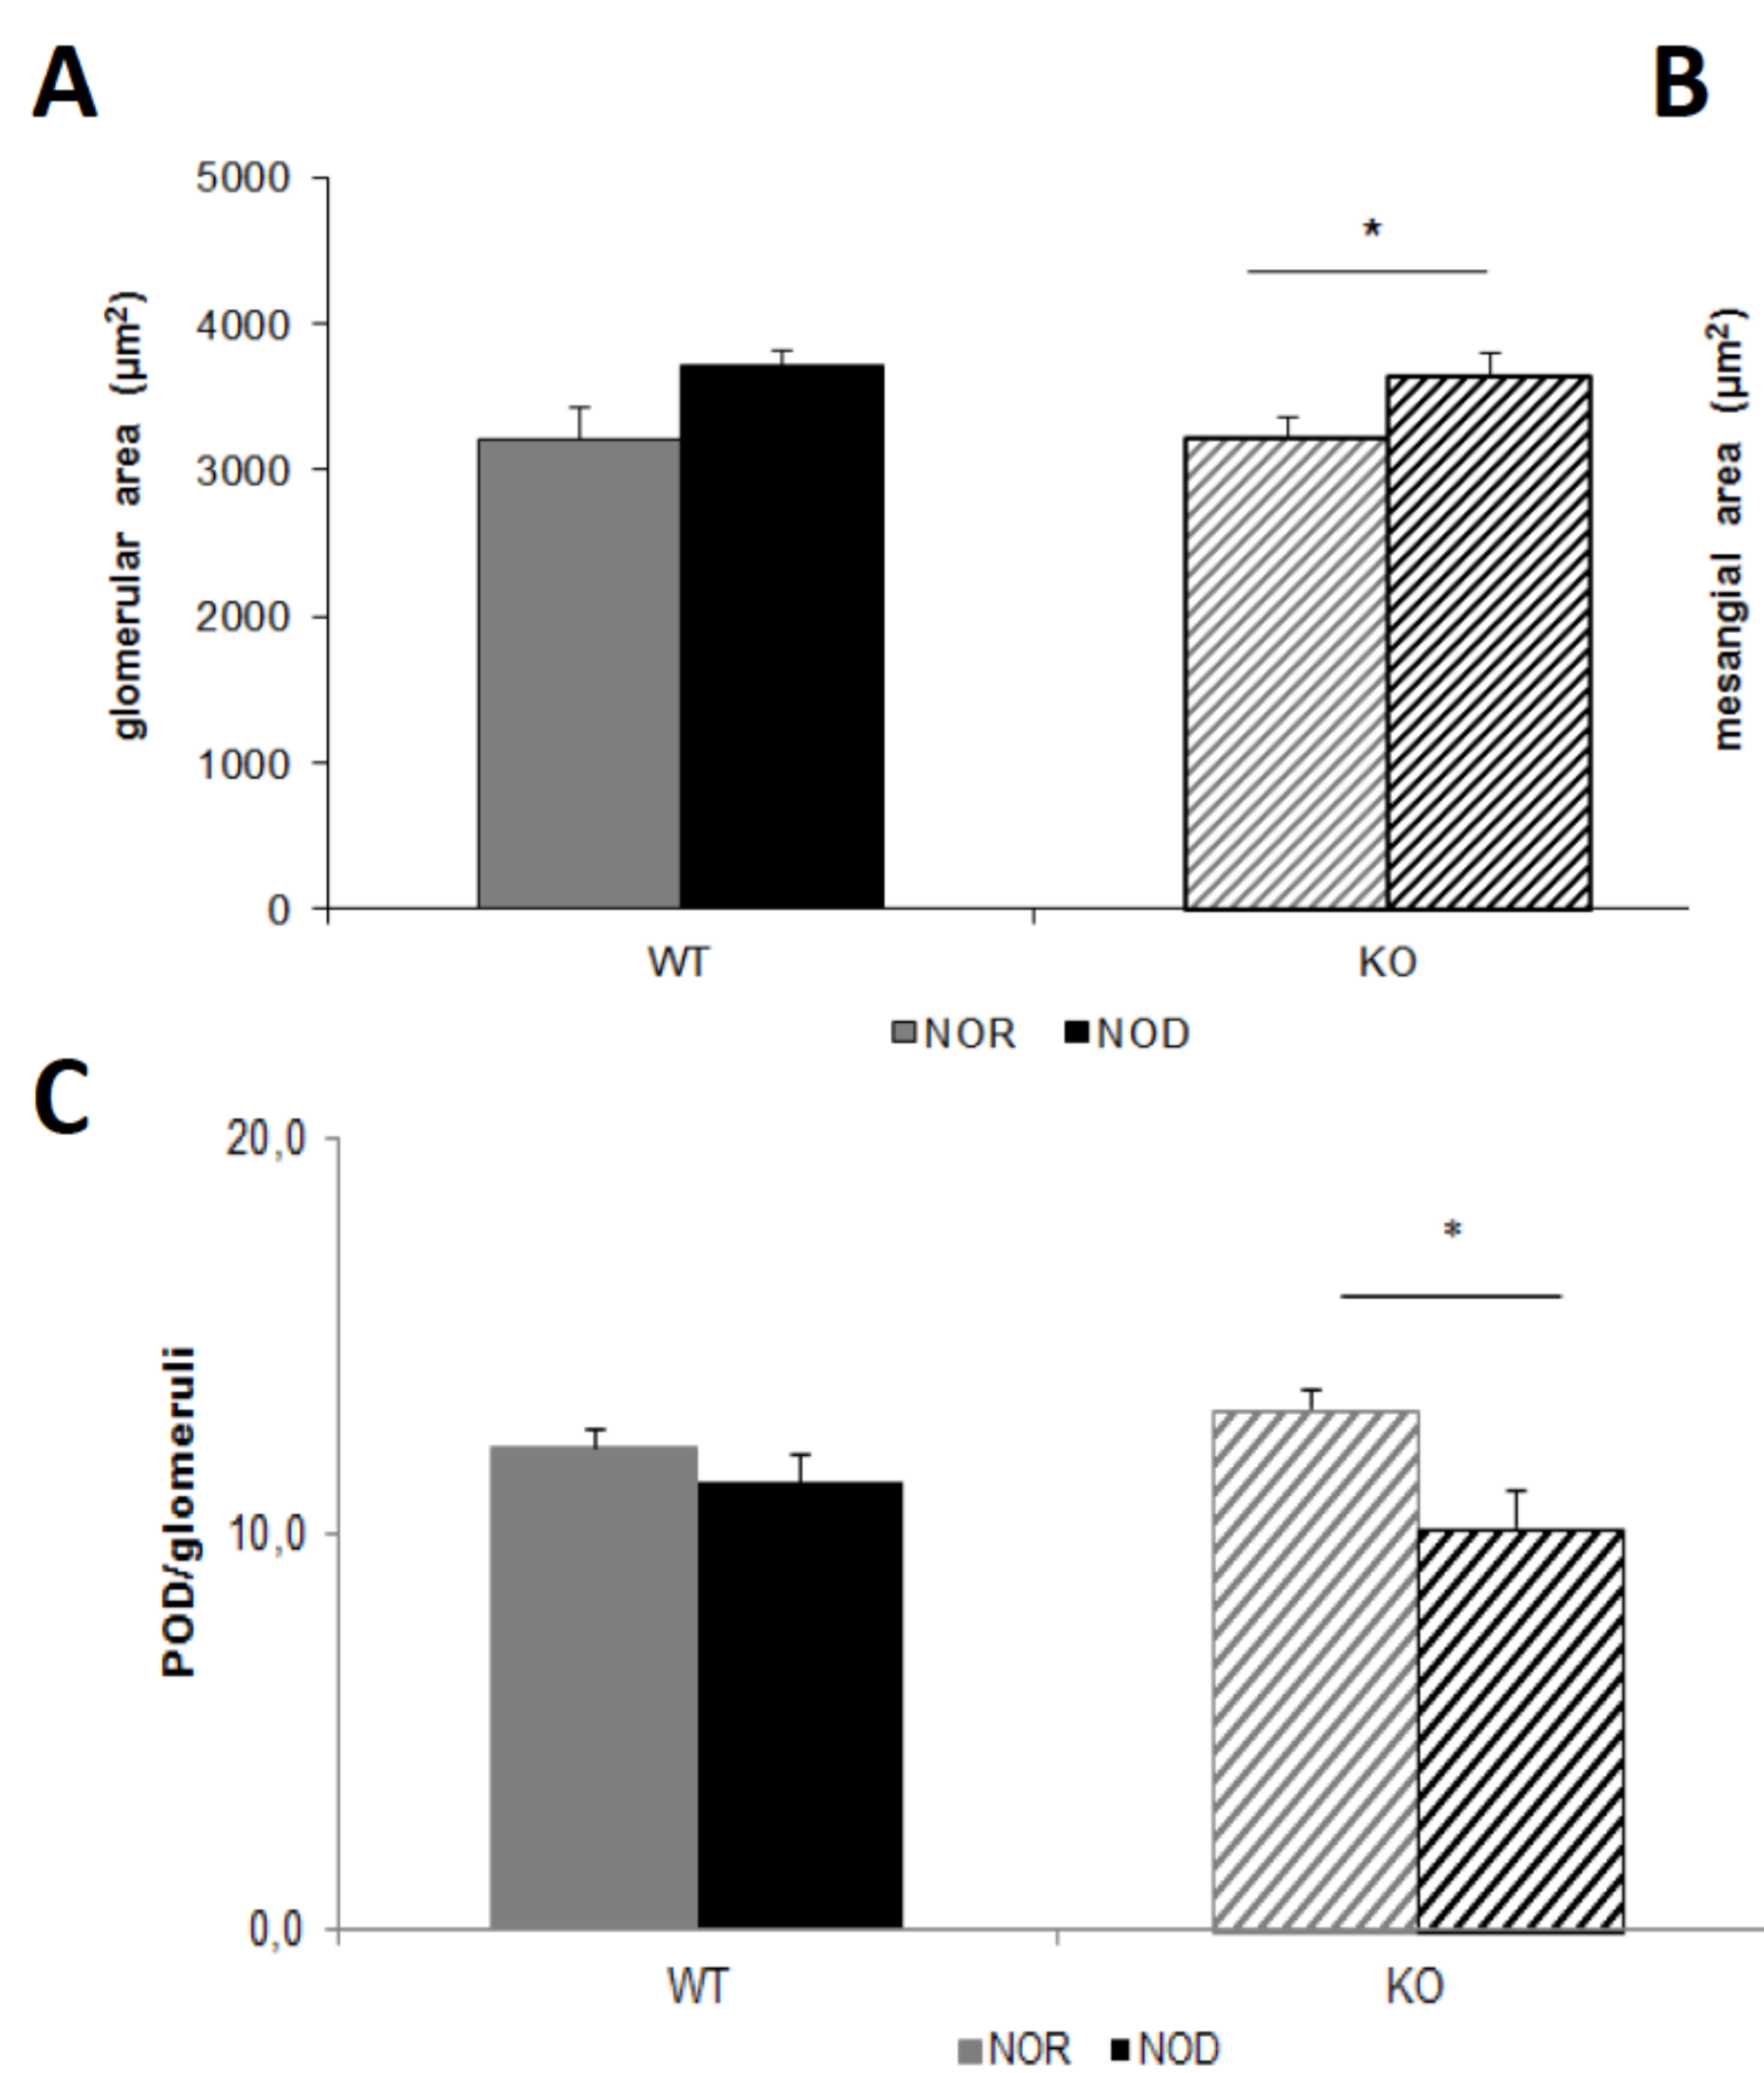 A
B
5000
4000
3000
2000
1000
0
glomerular area (µm²)
*
WT
KO
NOR
NOD
mesangial area (µm²)
C
20,0
10,0
0,0
POD/glomeruli
*
WT
KO
NOR
NOD